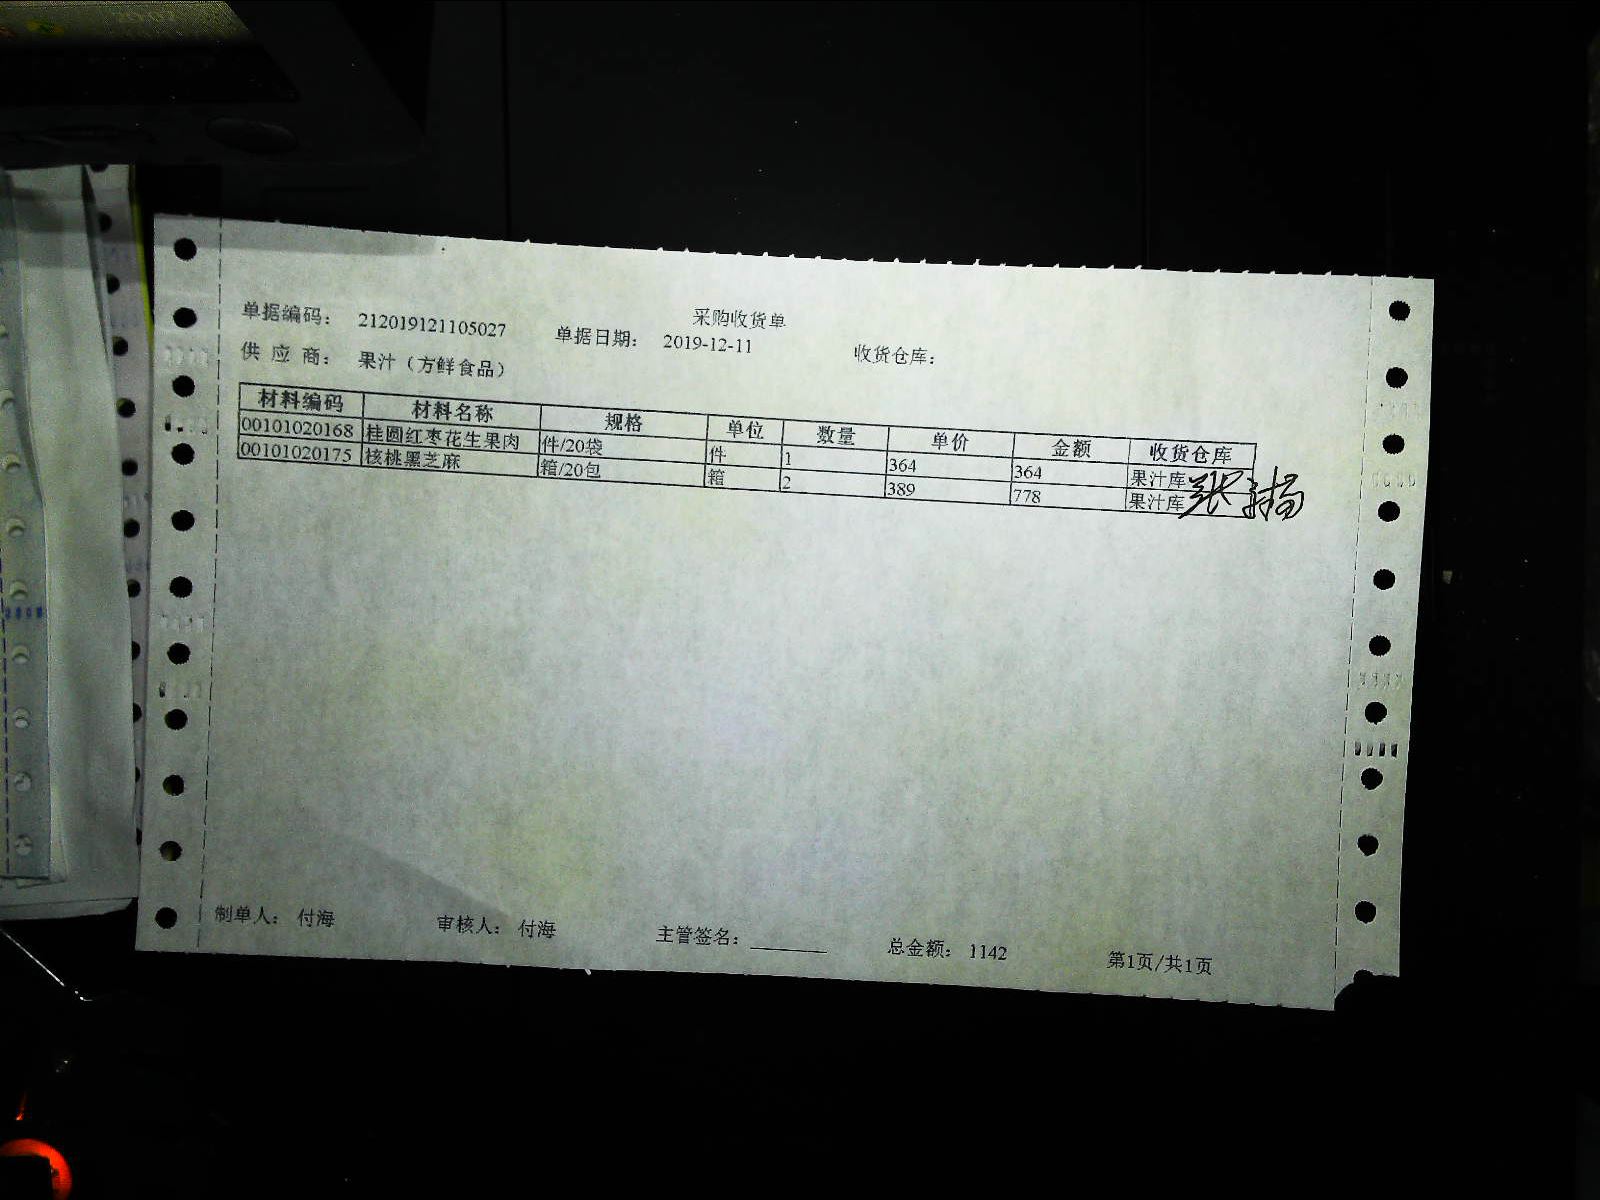 采购收货单
单据编码: 212019121105027 单据日期: 2019-12-11 收货仓库:
供 应 商: 果汁（方鲜食品）
材料编码 材料名称 规格 单位 数量 单价 金额 收货仓库
00101020168 桂圆红枣花生果肉 件/20袋 件 1 364 364 果汁库
00101020175 核桃黑芝麻 箱/20包 箱 2 389 778 果汁库
制单人: 付海 审核人: 付海 主管签名: 总金额: 1142 第1页/共1页